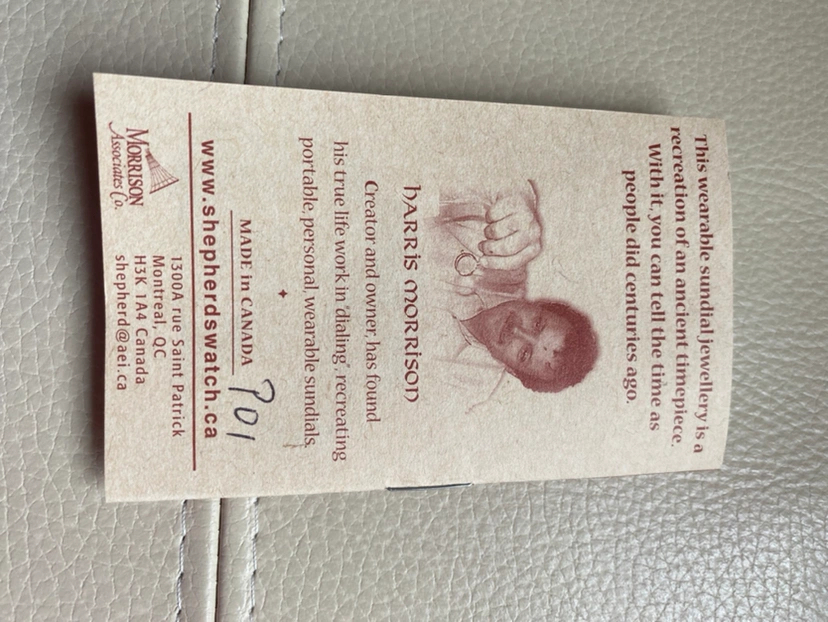 This wearable sundial jewellery is a
recreation of an ancient timepiece.
With it, you can tell the time as
people did centuries ago.
hARRis MORRiSON
Creator and owner, has found
his true life work in 'dialing', recreating
portable, personal, wearable sundials.
MADE in CANADA
P01
www.shepherdswatch.ca
MORRISON
Associates Co.
1300A rue Saint Patrick
Montreal, QC
H3K 1A4 Canada
shepherd@aei.ca